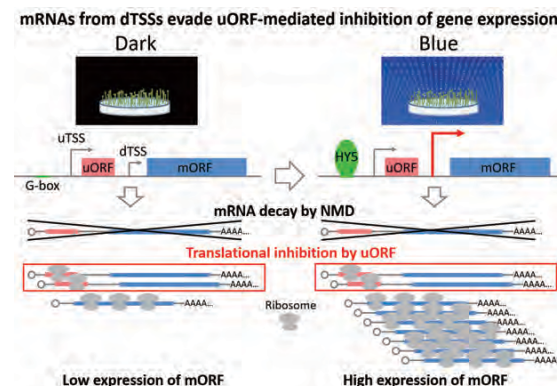 mRNAs from dTSSs evade uORF-mediated inhibition of gene expression
Dark
Blue
uTSS
dTSS
uORF
mORF
G-box
HY5
uORF
mORF
mRNA decay by NMD
AAAA...
AAAA...
Translational inhibition by uORF
AAAA...
AAAA...
AAAA...
AAAA...
AAAA...
Ribosome
AAAA...
AAAA...
AAAA...
AAAA...
AAAA...
AAAA...
Low expression of mORF
High expression of mORF